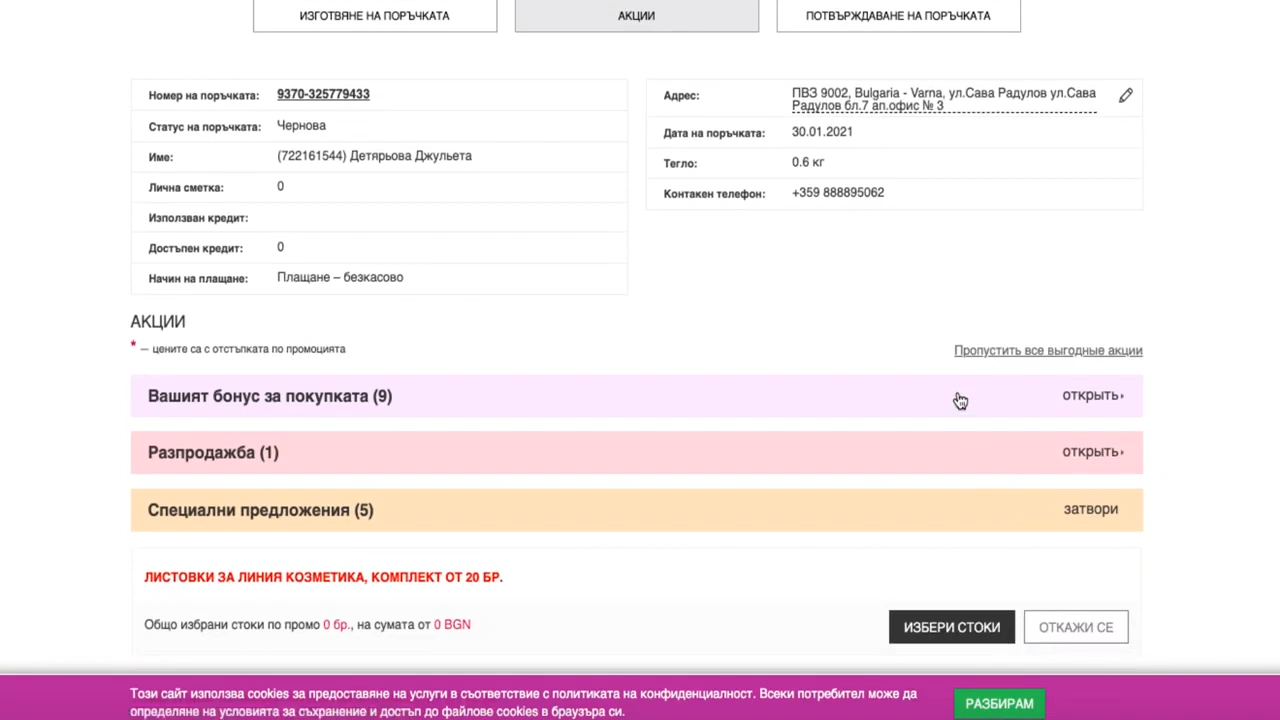 ИЗГОТВЯНЕ НА ПОРЪЧКАТА
АКЦИИ
ПОТВЪРЖДАВАНЕ НА ПОРЪЧКАТА
Номер на поръчката: 9370-325779433
Статус на поръчката: Чернова
Име: (722161544) Детярьова Джульета
Лична сметка: 0
Използван кредит:
Достъпен кредит: 0
Начин на плащане: Плащане – безкасово
Адрес: ПВЗ 9002, Bulgaria - Varna, ул.Сава Радулов ул.Сава
Радулов бл.7 ап.офис № 3
Дата на поръчката: 30.01.2021
Тегло: 0.6 кг
Контакен телефон: +359 888895062
АКЦИИ
* — цените са с отстъпката по промоцията
Пропустить все выгодные акции
Вашият бонус за покупката (9) открыть
Разпродажба (1) открыть
Специални предложения (5) затвори
ЛИСТОВКИ ЗА ЛИНИЯ КОЗМЕТИКА, КОМПЛЕКТ ОТ 20 БР.
Общо избрани стоки по промо 0 бр., на сумата от 0 BGN
ИЗБЕРИ СТОКИ
ОТКАЖИ СЕ
Този сайт използва cookies за предоставяне на услуги в съответствие с политиката на конфиденциалност. Всеки потребител може да
определяне на условията за съхранение и достъп до файлове cookies в браузъра си.
РАЗБИРАМ